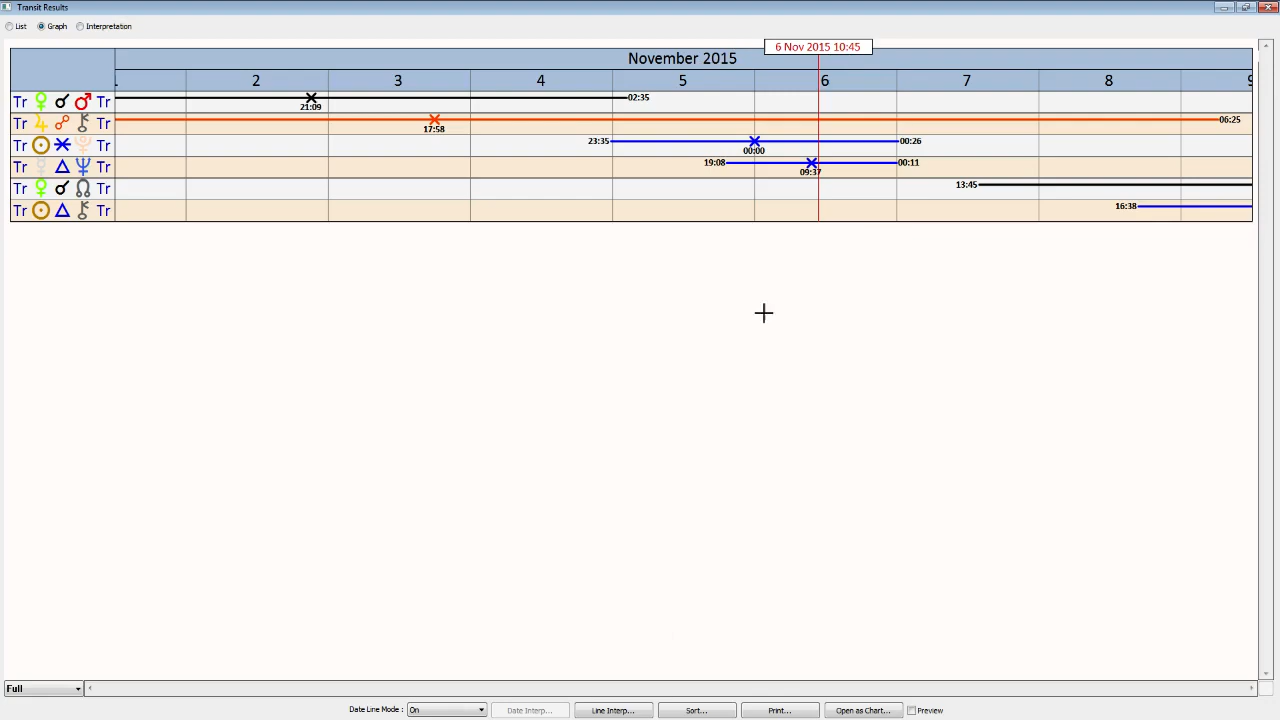 Transit Results
List Graph Interpretation
6 Nov 2015 10:45
November 2015
2 3 4 5 6 7 8 9
Tr Tr 21:09 02:35
Tr Tr 17:58 06:25
Tr Tr 23:35 00:00 00:26
Tr Tr 19:08 09:37 00:11
Tr Tr 13:45
Tr Tr 16:38
Full
Date Line Mode : On Date Interp... Line Interp... Sort... Print... Open as Chart... Preview